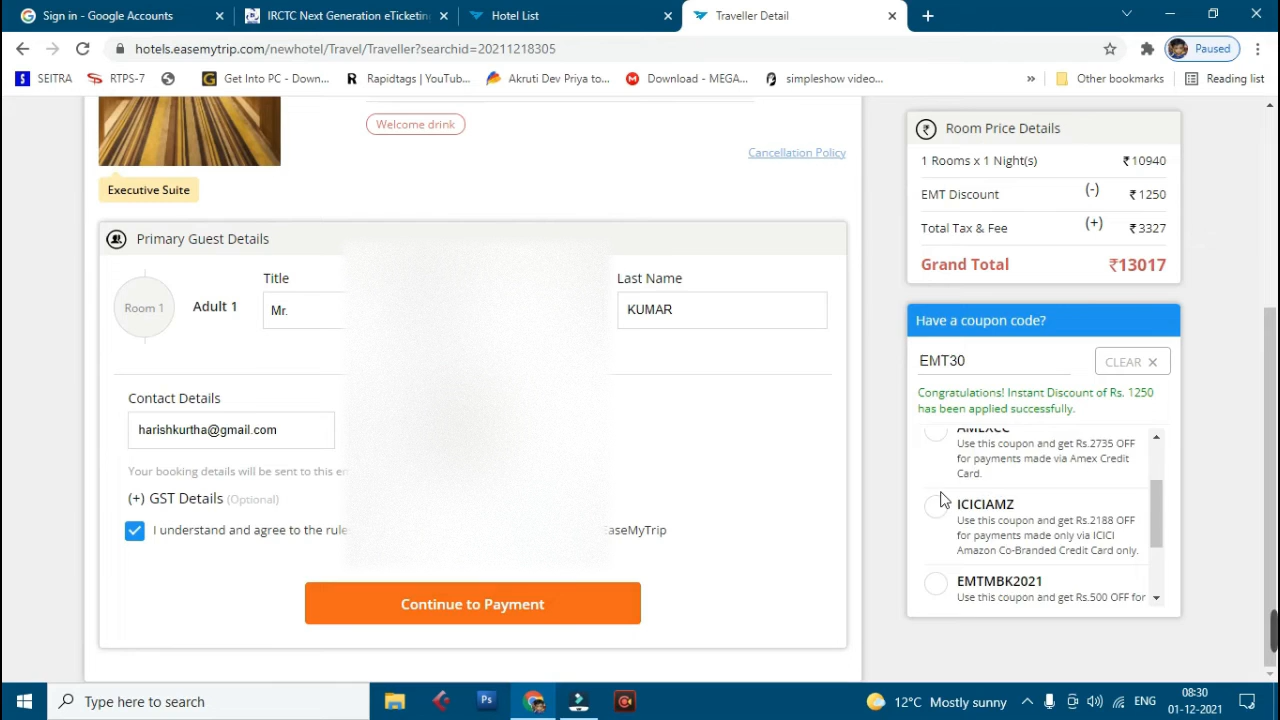 Sign in - Google Accounts
IRCTC Next Generation eTicketin
Hotel List
Traveller Detail
hotels.easemytrip.com/newhotel/Travel/Traveller?searchid=20211218305
Paused
SEITRA
RTPS-7
Get Into PC - Down...
Rapidtags | YouTub...
Akruti Dev Priya to...
Download - MEGA...
simpleshow video...
»
Other bookmarks
Reading list
Welcome drink
Cancellation Policy
Executive Suite
Primary Guest Details
Title
Last Name
Room 1
Adult 1
Mr.
KUMAR
Contact Details
harishkurtha@gmail.com
Your booking details will be sent to this em
(+) GST Details (Optional)
I understand and agree to the rule
EaseMyTrip
Continue to Payment
Room Price Details
1 Rooms x 1 Night(s) ₹ 10940
EMT Discount (-) ₹ 1250
Total Tax & Fee (+) ₹ 3327
Grand Total ₹13017
Have a coupon code?
EMT30
CLEAR ×
Congratulations! Instant Discount of Rs. 1250
has been applied successfully.
AMEXCC
Use this coupon and get Rs.2735 OFF
for payments made via Amex Credit
Card.
ICICIAMZ
Use this coupon and get Rs.2188 OFF
for payments made only via ICICI
Amazon Co-Branded Credit Card only.
EMTMBK2021
Use this coupon and get Rs.500 OFF for
Type here to search
Ps
12°C Mostly sunny
ENG
08:30
01-12-2021